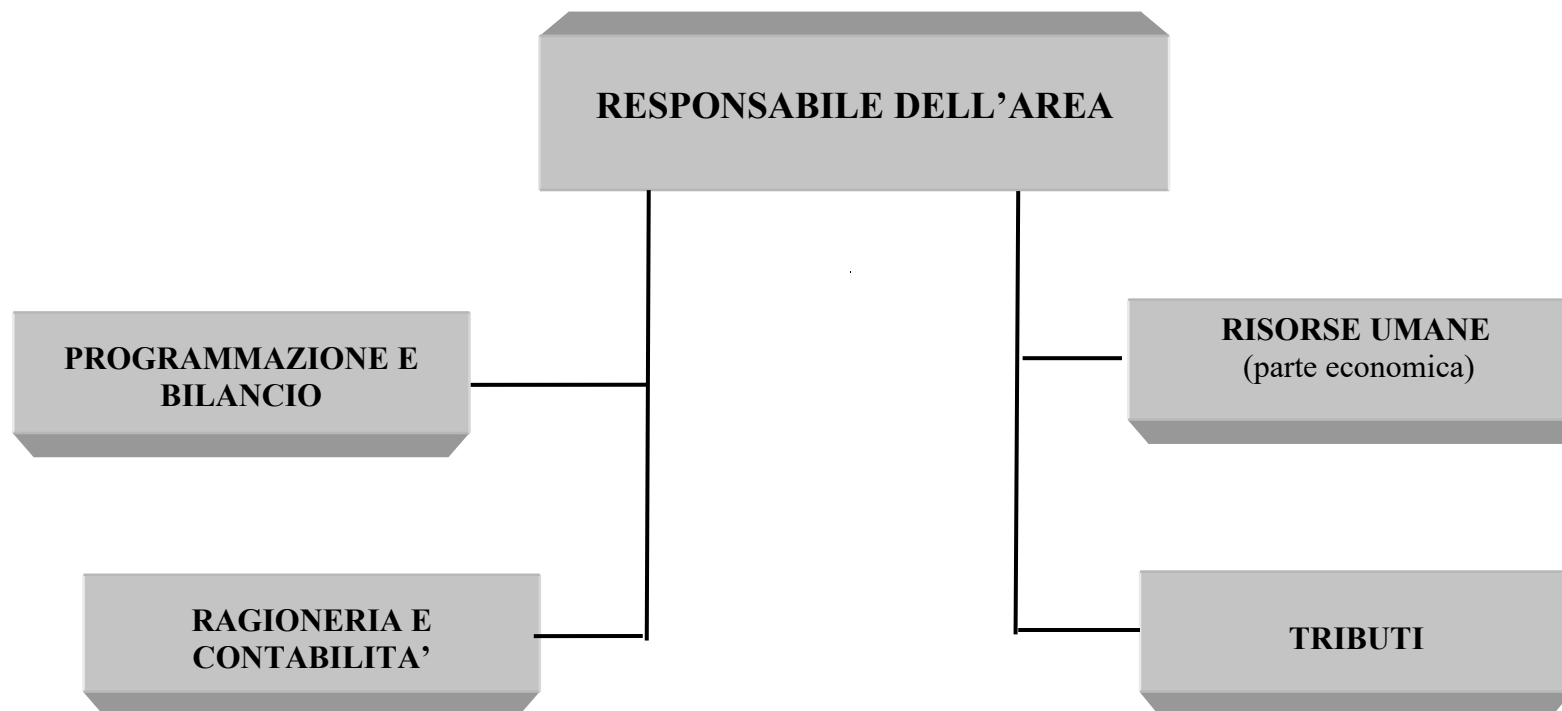 RESPONSABILE DELL’AREA
PROGRAMMAZIONE E
BILANCIO
RISORSE UMANE
(parte economica)
RAGIONERIA E
CONTABILITA’
TRIBUTI